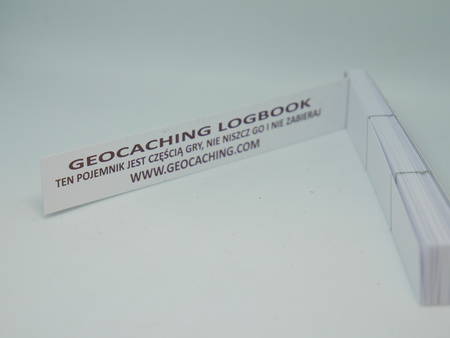 GEOCACHING LOGBOOK
TEN POJEMNIK JEST CZĘŚCIĄ GRY, NIE NISZCZ GO I NIE ZABIERAJ
WWW.GEOCACHING.COM